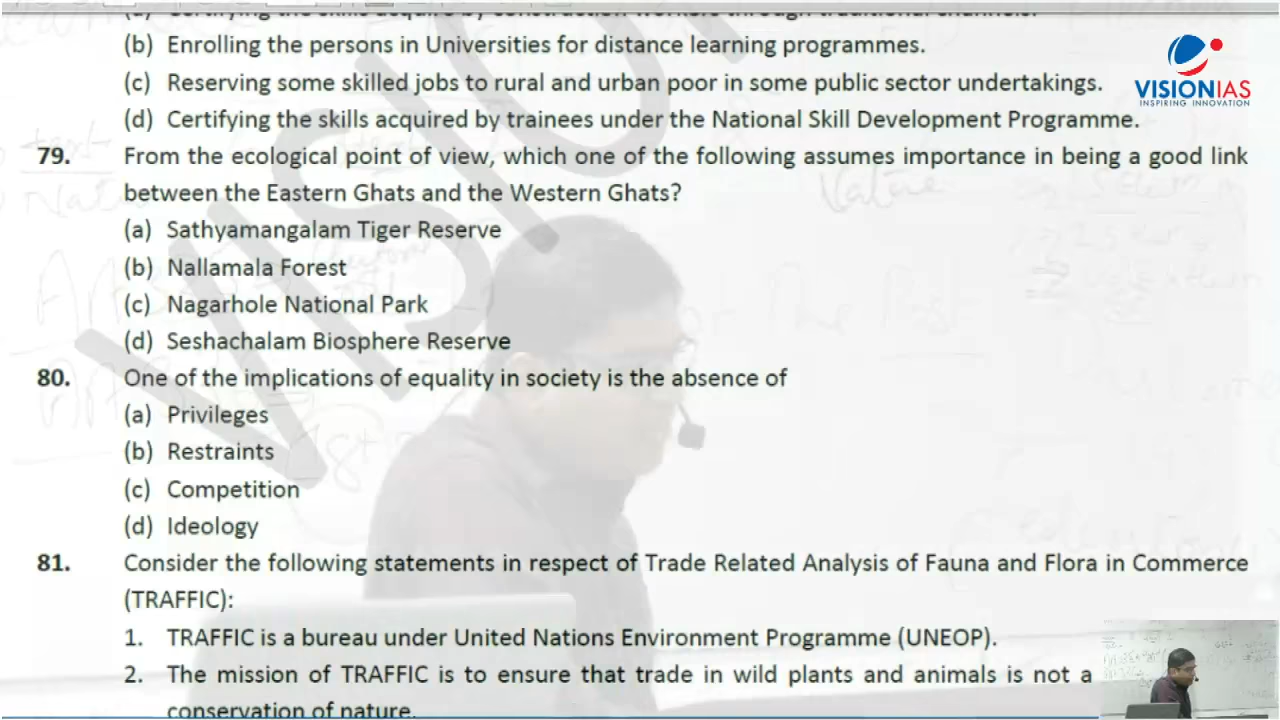 (b) Enrolling the persons in Universities for distance learning programmes.
(c) Reserving some skilled jobs to rural and urban poor in some public sector undertakings.
(d) Certifying the skills acquired by trainees under the National Skill Development Programme.
VISIONIAS
INSPIRING INNOVATION
79. From the ecological point of view, which one of the following assumes importance in being a good link
between the Eastern Ghats and the Western Ghats?
(a) Sathyamangalam Tiger Reserve
(b) Nallamala Forest
(c) Nagarhole National Park
(d) Seshachalam Biosphere Reserve
80. One of the implications of equality in society is the absence of
(a) Privileges
(b) Restraints
(c) Competition
(d) Ideology
81. Consider the following statements in respect of Trade Related Analysis of Fauna and Flora in Commerce
(TRAFFIC):
1. TRAFFIC is a bureau under United Nations Environment Programme (UNEOP).
2. The mission of TRAFFIC is to ensure that trade in wild plants and animals is not a
conservation of nature.